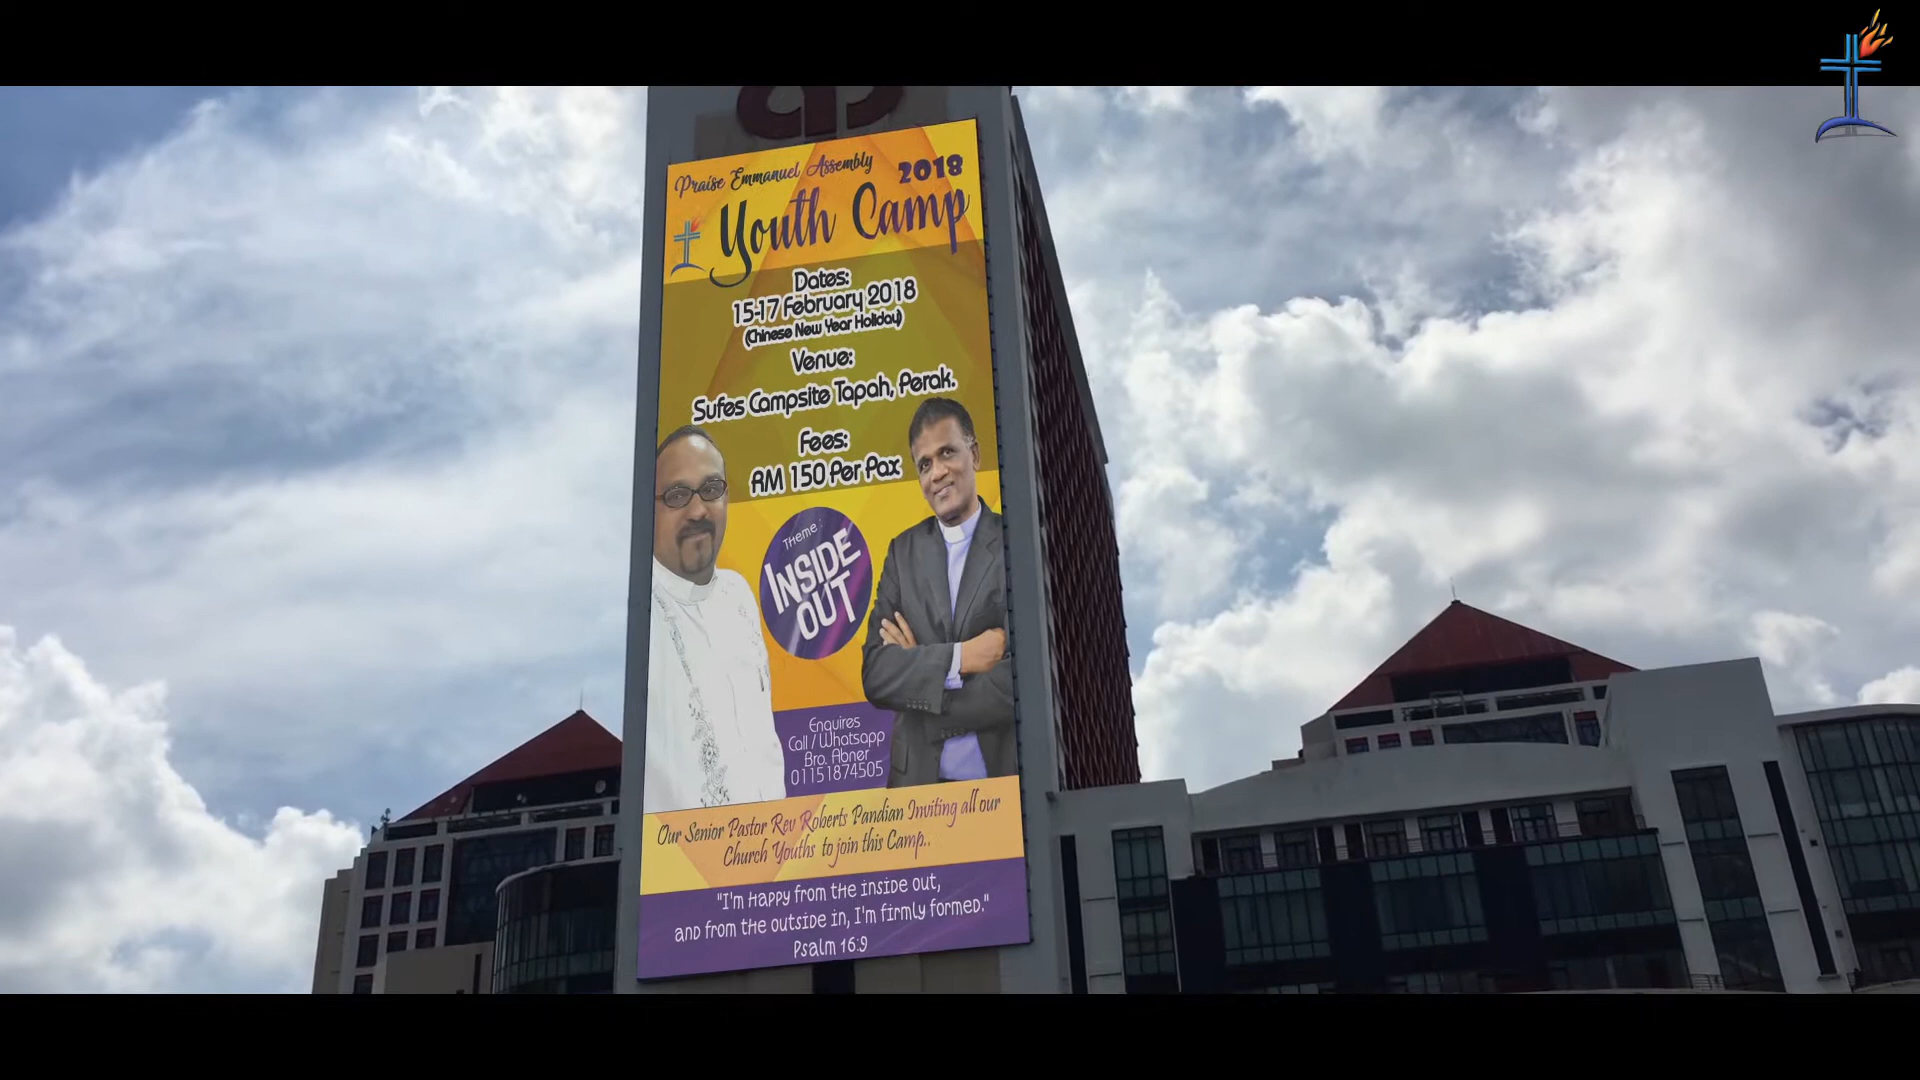 Praise Emmanuel Assembly
2018
Youth Camp
Dates:
15-17 February 2018
(Chinese New Year Holiday)
Venue:
Sufes Campsite Tapah, Perak.
Fees:
RM 150 Per Pax
Theme :
INSIDE
OUT
Enquires
Call / Whatsapp
Bro. Abner
01151874505
Our Senior Pastor Rev Roberts Pandian Inviting all our
Church Youths to join this Camp..
"I'm Happy from the inside out,
and from the outside in, I'm firmly formed."
Psalm 16:9